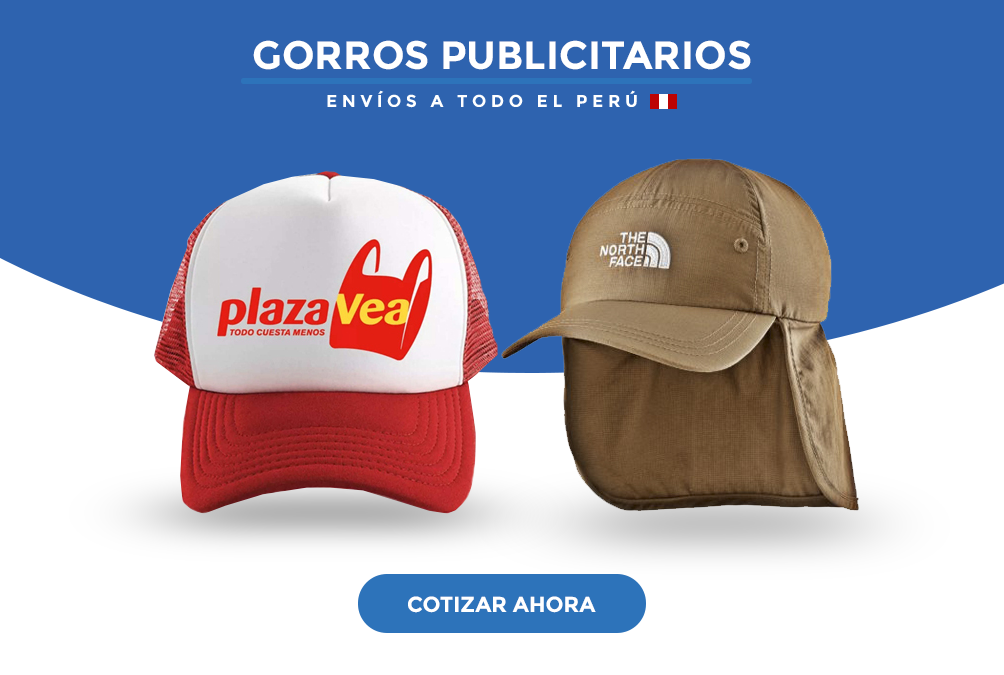 GORROS PUBLICITARIOS
ENVÍOS A TODO EL PERÚ
plaza Vea
TODO CUESTA MENOS
THE
NORTH
FACE
COTIZAR AHORA